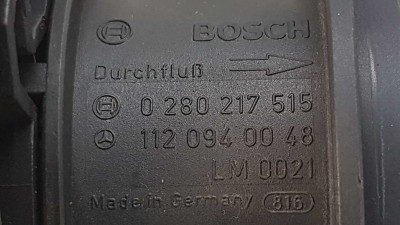 BOSCH
Durchfluß
0 280 217 515
112 094 00 48
LM 0021
Made in Germany 816